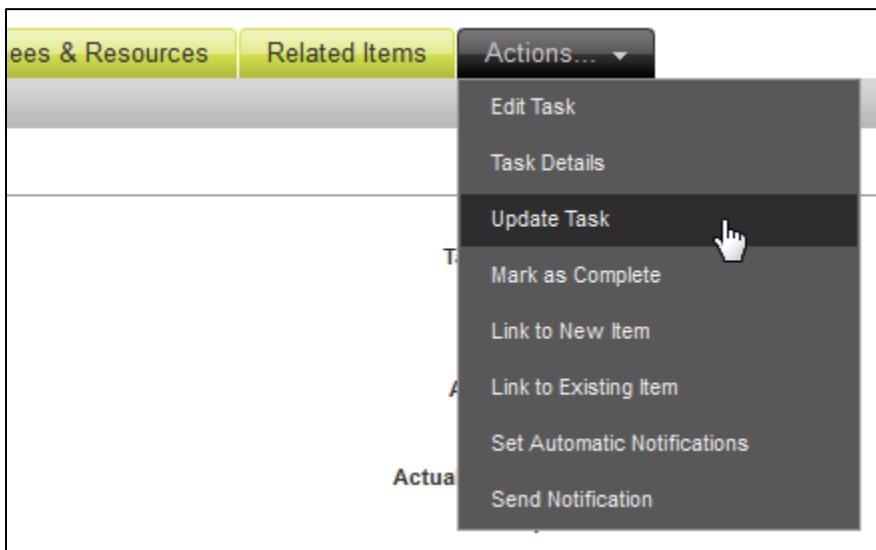 ees & Resources
Related Items
Actions...
Edit Task
Task Details
Update Task
Mark as Complete
Link to New Item
Link to Existing Item
Actual
Set Automatic Notifications
Send Notification